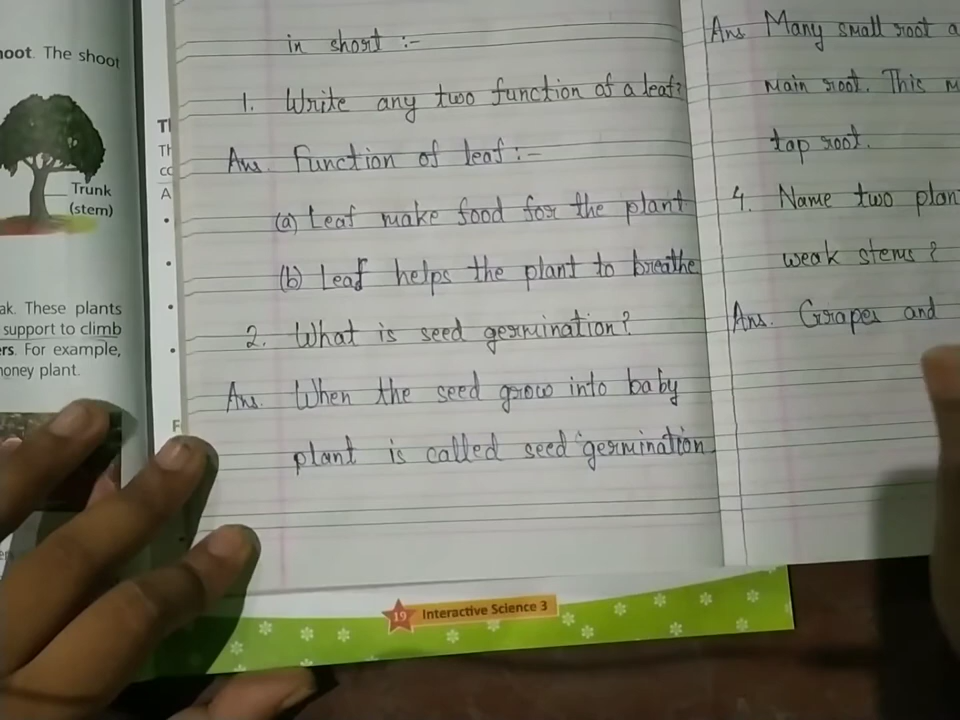 hoot. The shoot
Trunk
(stem)
ak. These plants
support to climb
ers. For example,
money plant.
in short :-
1. Write any two function of a leaf?
Ans. Function of leaf :-
(a) Leaf make food for the plant
(b) Leaf helps the plant to breathe
2. What is seed germination?
Ans. When the seed grow into baby
plant is called seed germination
Ans Many small root a
main root. This m
tap root.
4. Name two plan
weak stems?
Ans. Grapes and
19 Interactive Science 3